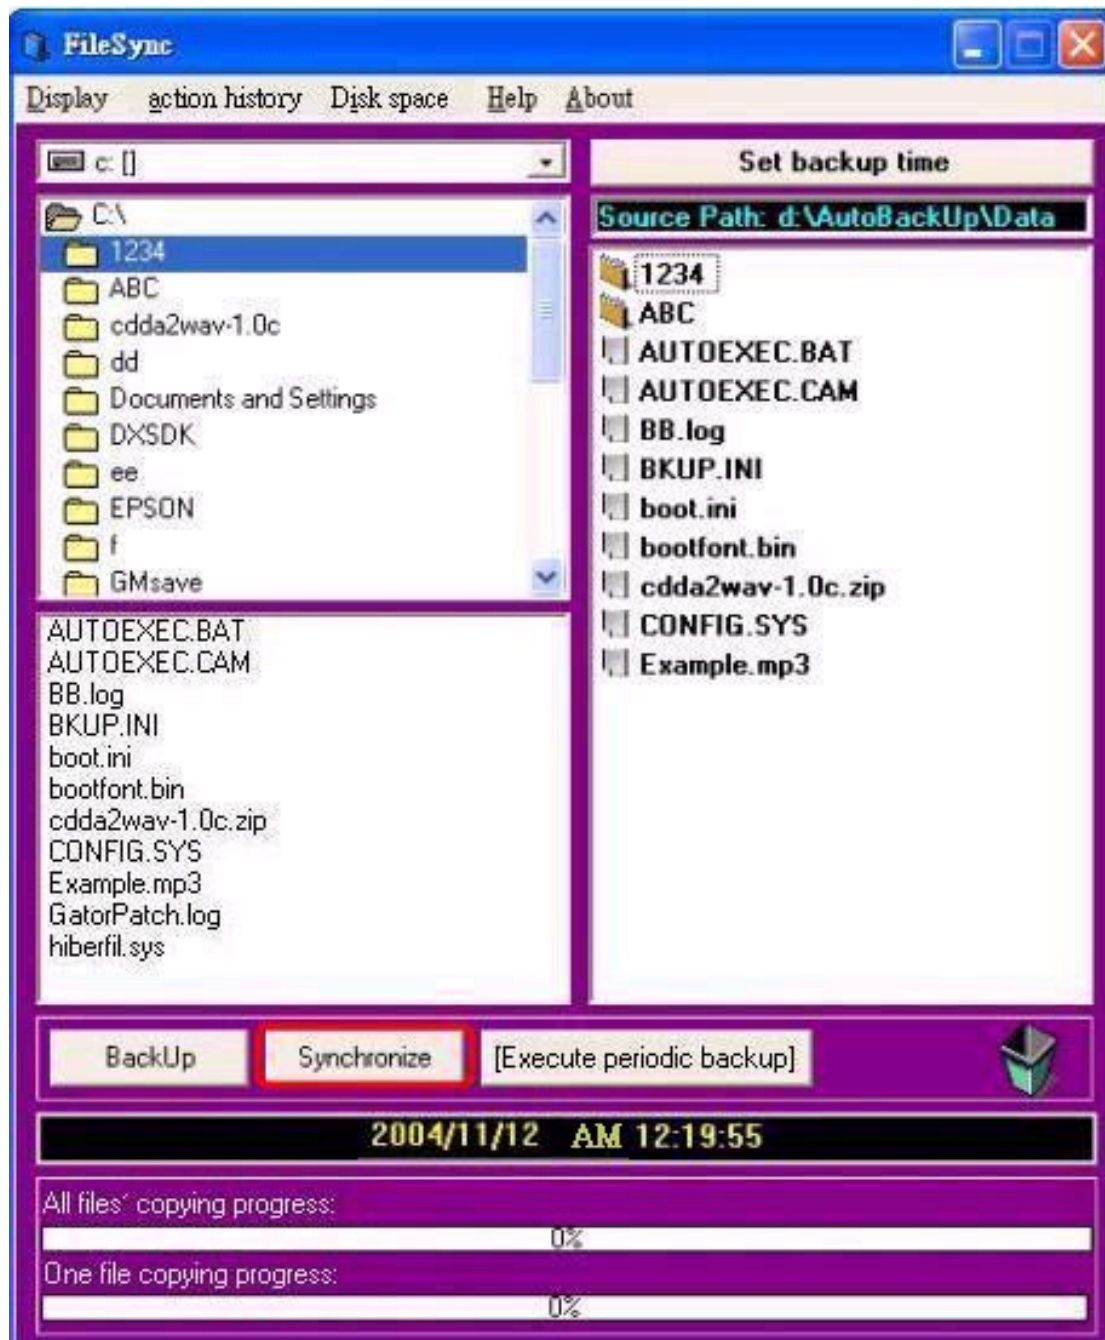 FileSync
Display action history Disk space Help About
c: []
C:\
1234
ABC
cdda2wav-1.0c
dd
Documents and Settings
DXSDK
ee
EPSON
f
GMsave
AUTOEXEC.BAT
AUTOEXEC.CAM
BB.log
BKUP.INI
boot.ini
bootfont.bin
cdda2wav-1.0c.zip
CONFIG.SYS
Example.mp3
GatorPatch.log
hiberfil.sys
Set backup time
Source Path: d:\AutoBackUp\Data
1234
ABC
AUTOEXEC.BAT
AUTOEXEC.CAM
BB.log
BKUP.INI
boot.ini
bootfont.bin
cdda2wav-1.0c.zip
CONFIG.SYS
Example.mp3
BackUp Synchronize [Execute periodic backup]
2004/11/12 AM 12:19:55
All files' copying progress:
0%
One file copying progress:
0%